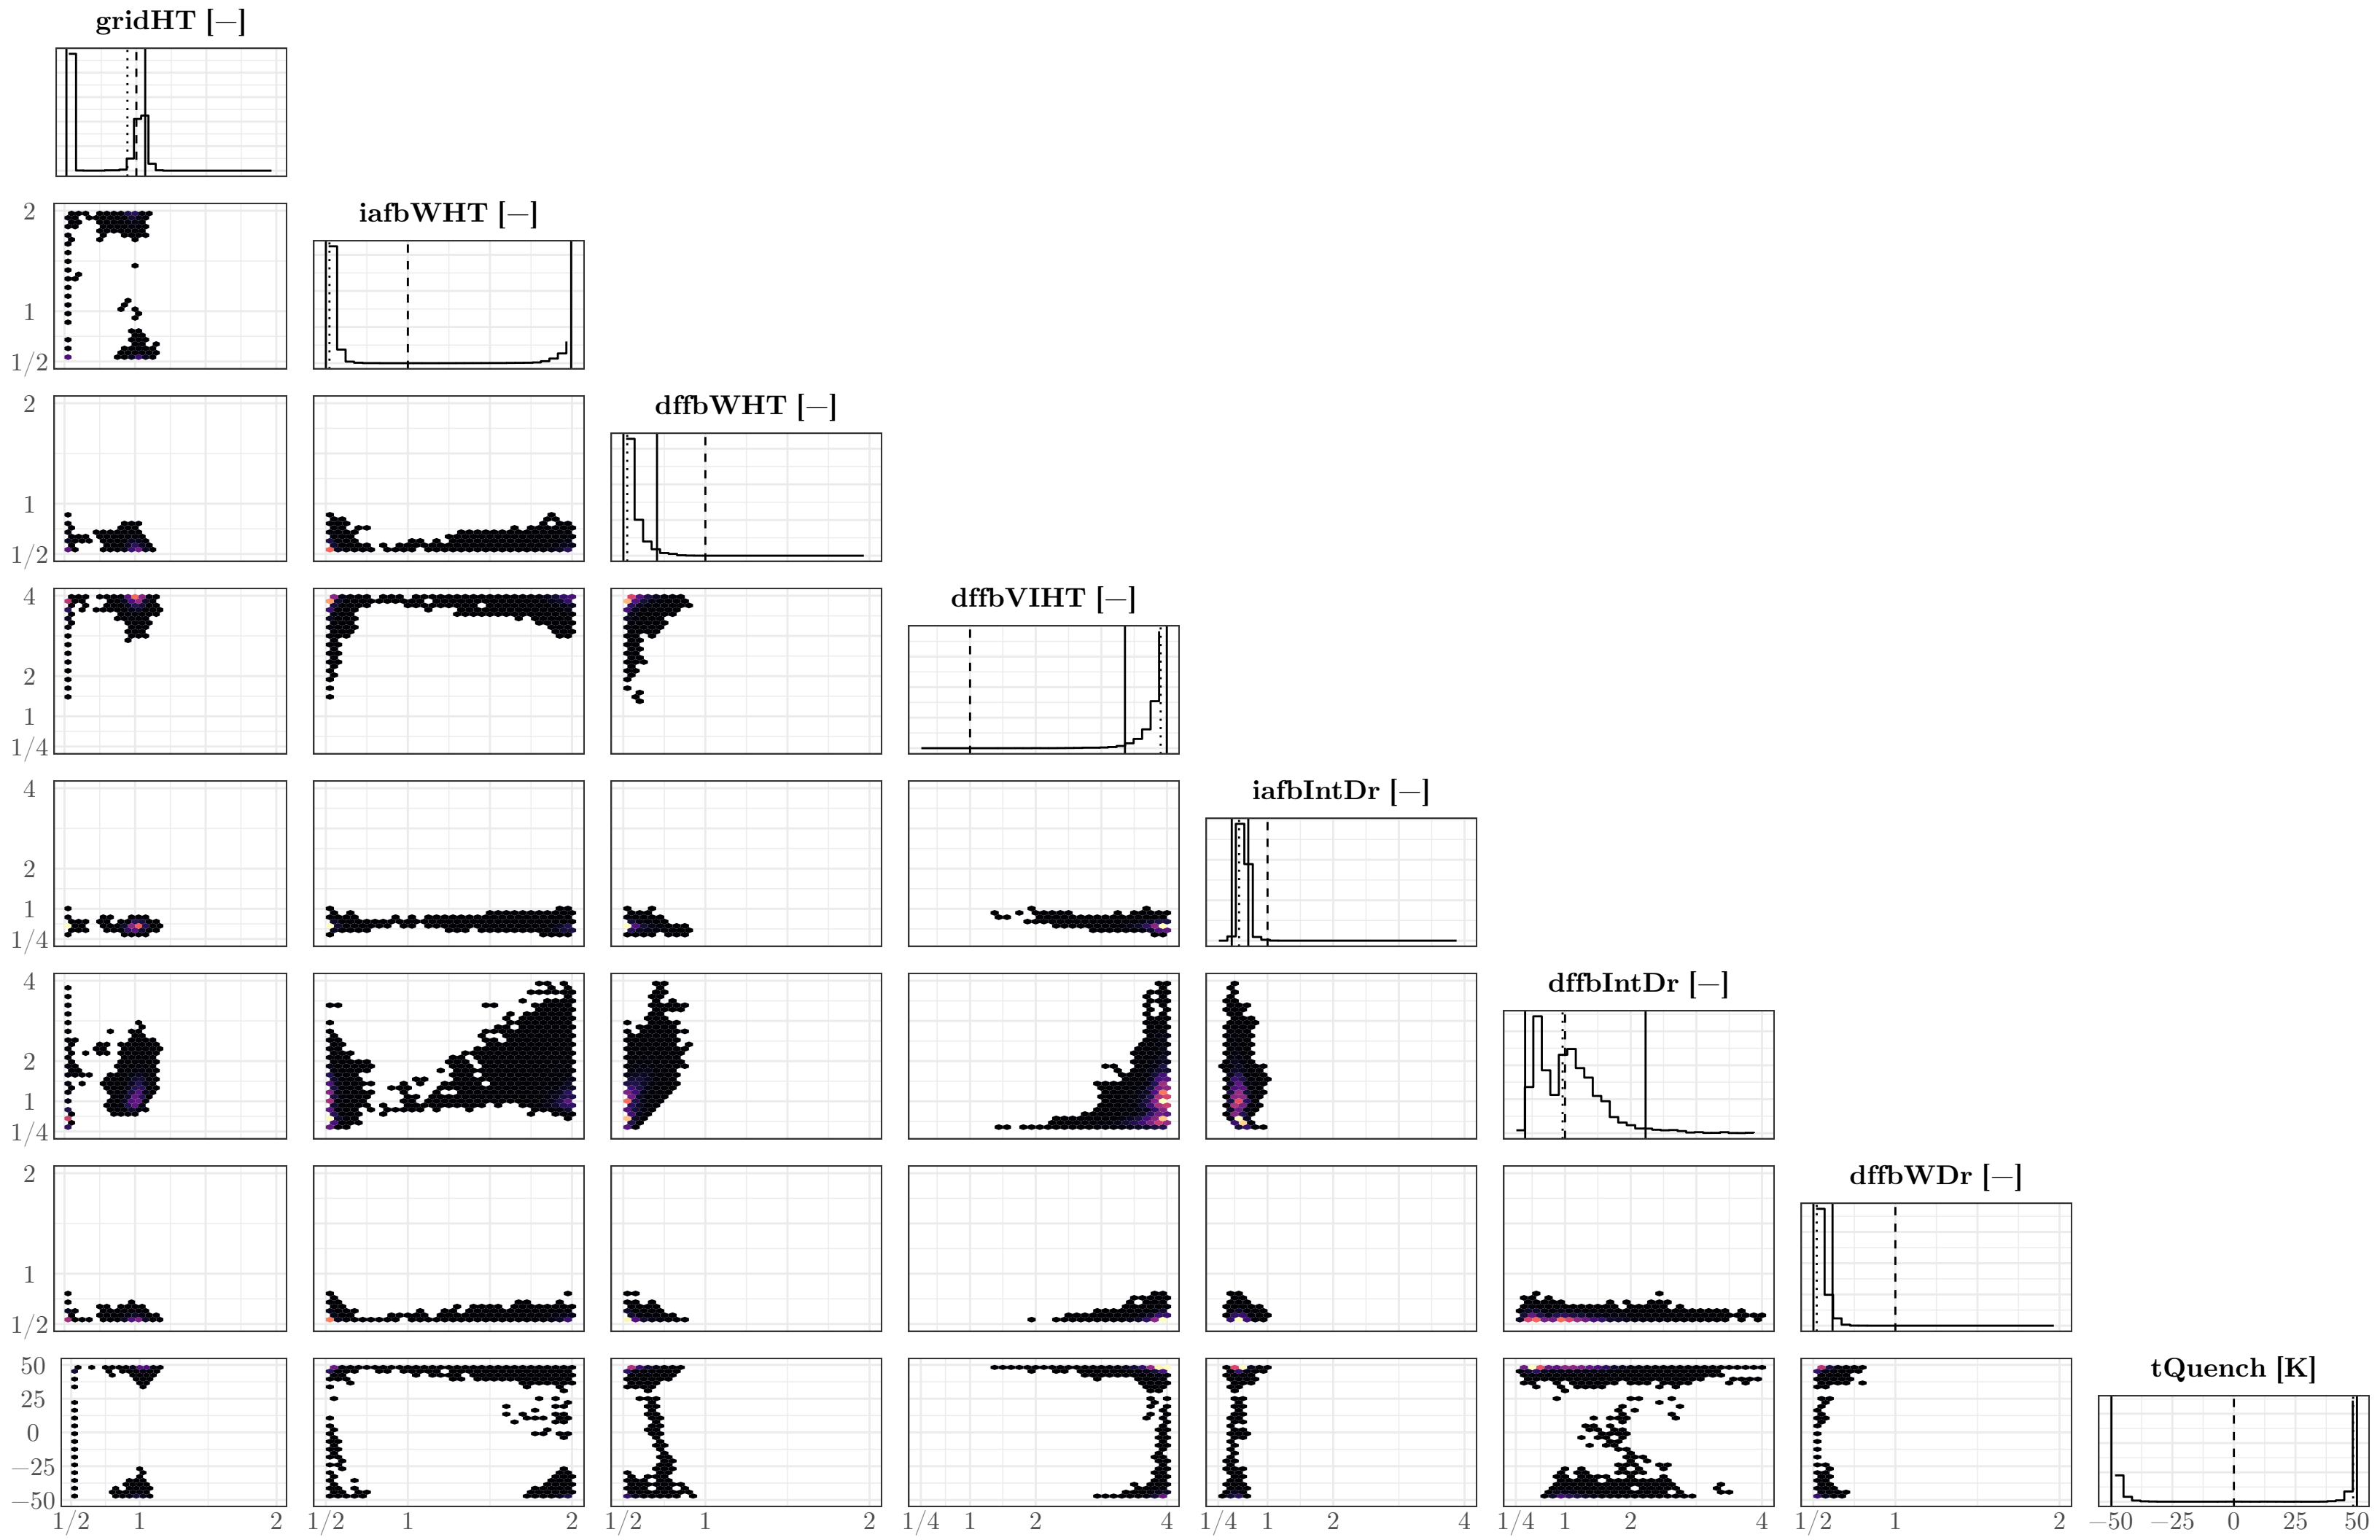 gridHT [—]
2
1
1/2
iafbWHT [—]
2
1
1/2
dffbWHT [—]
4
2
1
1/4
dffbVIHT [—]
4
2
1
1/4
iafbIntDr [—]
4
2
1
1/4
dffbIntDr [—]
2
1
1/2
dffbWDr [—]
50
25
0
−25
−50
tQuench [K]
1/2 1 2 1/2 1 2 1/2 1 2 1/4 1 2 4 1/4 1 2 4 1/4 1 2 4 1/2 1 2 −50 −25 0 25 50